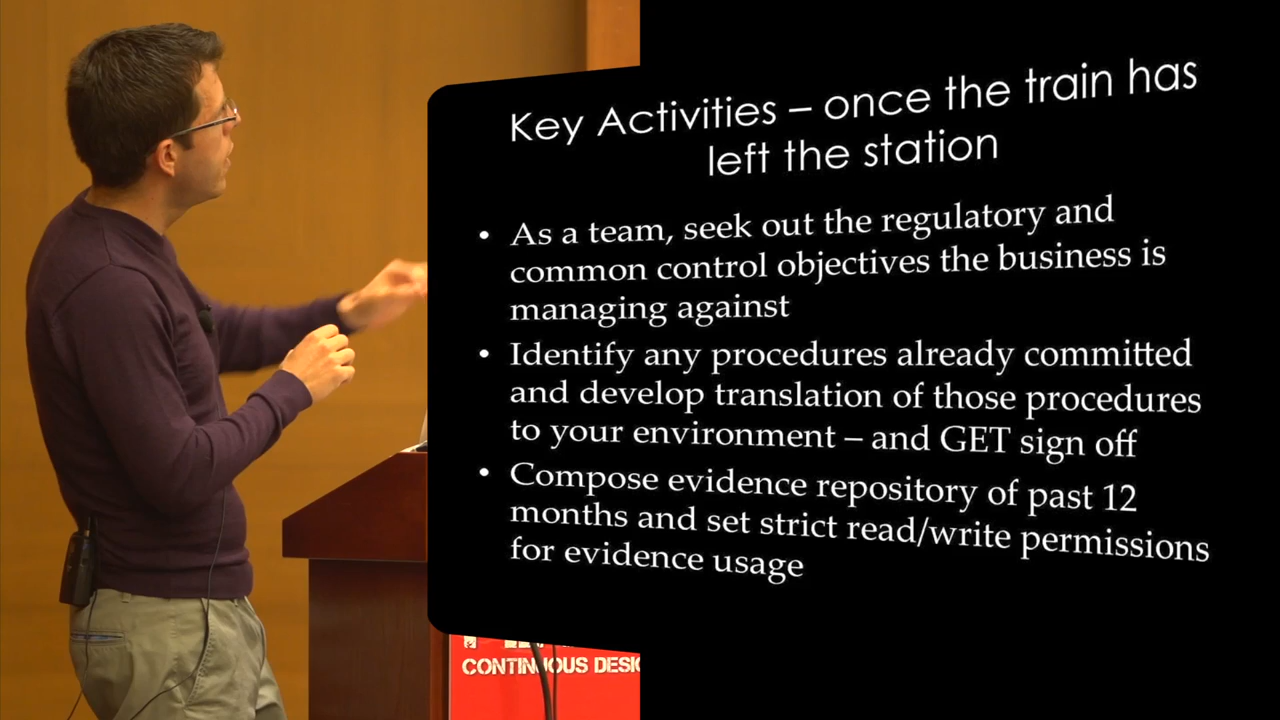 Key Activities – once the train has
left the station
• As a team, seek out the regulatory and
common control objectives the business is
managing against
• Identify any procedures already committed
and develop translation of those procedures
to your environment – and GET sign off
• Compose evidence repository of past 12
months and set strict read/write permissions
for evidence usage
CONTINUOUS DESIG